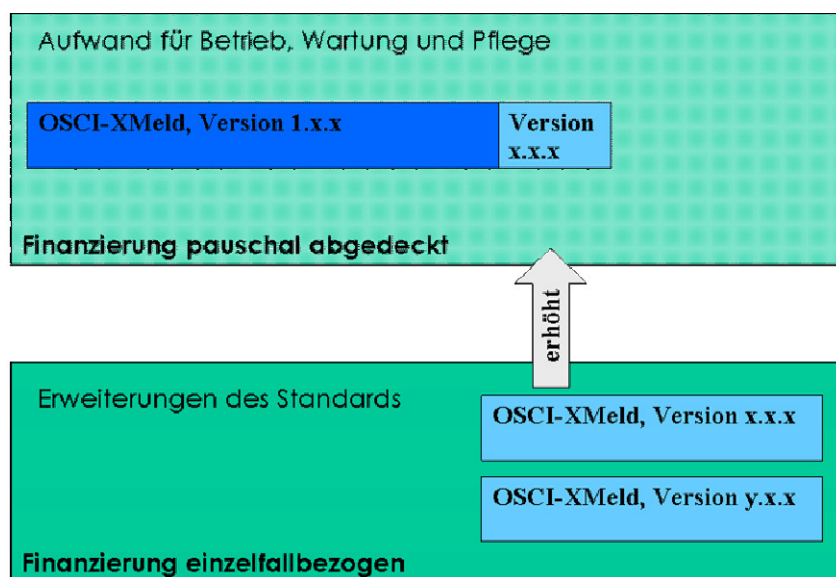 Aufwand für Betrieb, Wartung und Pflege
OSCI-XMeld, Version 1.x.x
Version
x.x.x
Finanzierung pauschal abgedeckt
erhöht
Erweiterungen des Standards
OSCI-XMeld, Version x.x.x
OSCI-XMeld, Version y.x.x
Finanzierung einzelfallbezogen